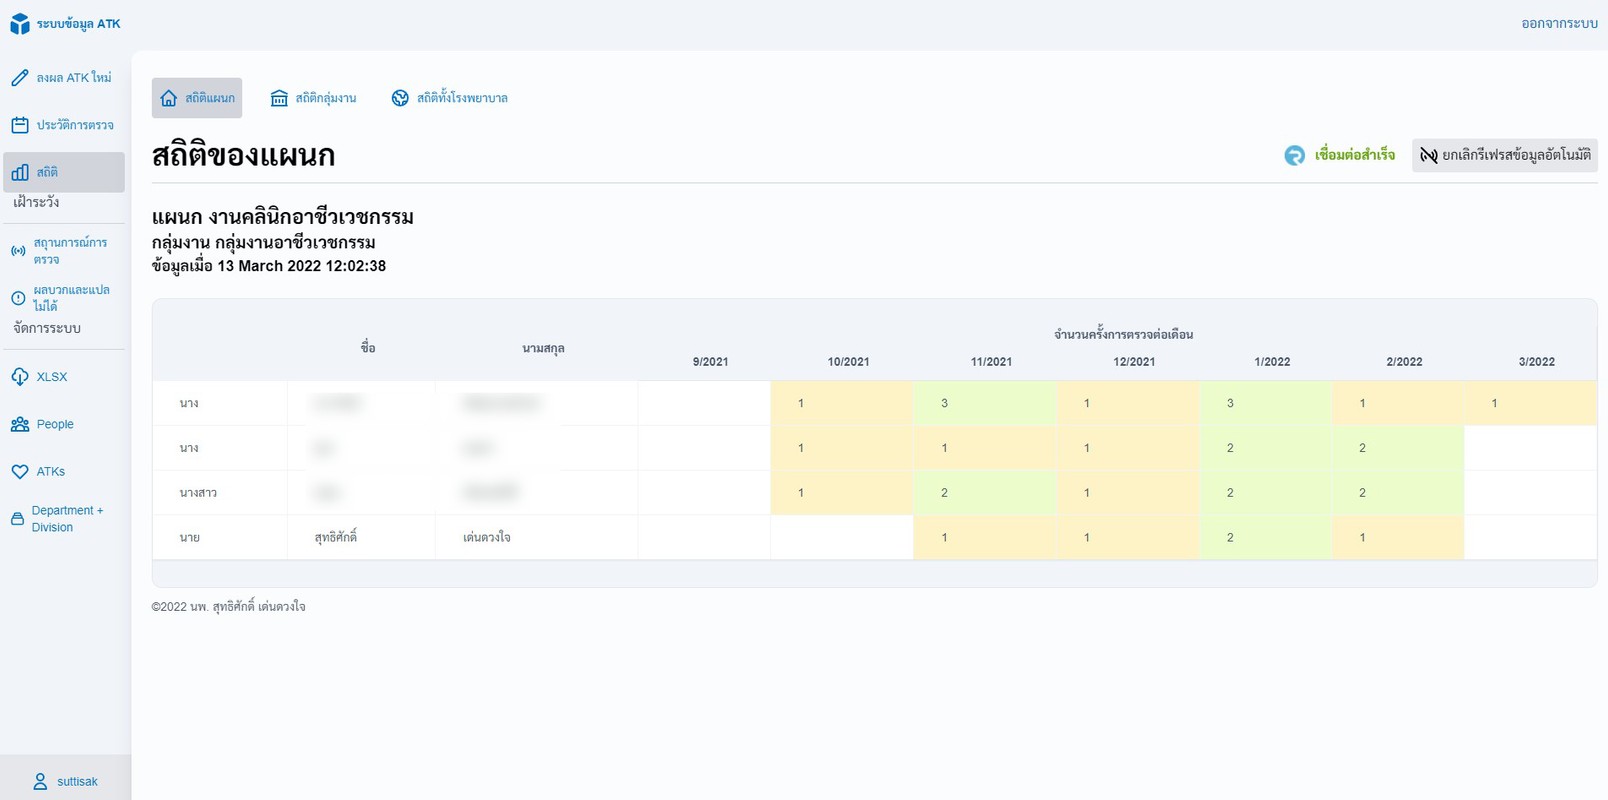 ระบบข้อมูล ATK
ออกจากระบบ
ลงผล ATK ใหม่
ประวัติการตรวจ
สถิติ
เฝ้าระวัง
สถานการณ์การ
ตรวจ
ผลบวกและแปล
ไม่ได้
จัดการระบบ
XLSX
People
ATKs
Department +
Division
suttisak
สถิติแผนก สถิติกลุ่มงาน สถิติทั้งโรงพยาบาล
สถิติของแผนก
เชื่อมต่อสำเร็จ ยกเลิกรีเฟรสข้อมูลอัตโนมัติ
แผนก งานคลินิกอาชีวเวชกรรม
กลุ่มงาน กลุ่มงานอาชีวเวชกรรม
ข้อมูลเมื่อ 13 March 2022 12:02:38
ชื่อ นามสกุล จำนวนครั้งการตรวจต่อเดือน
9/2021 10/2021 11/2021 12/2021 1/2022 2/2022 3/2022
นาง 1 3 1 3 1 1
นาง 1 1 1 2 2
นางสาว 1 2 1 2 2
นาย สุทธิศักดิ์ เด่นดวงใจ 1 1 2 1
©2022 นพ. สุทธิศักดิ์ เด่นดวงใจ